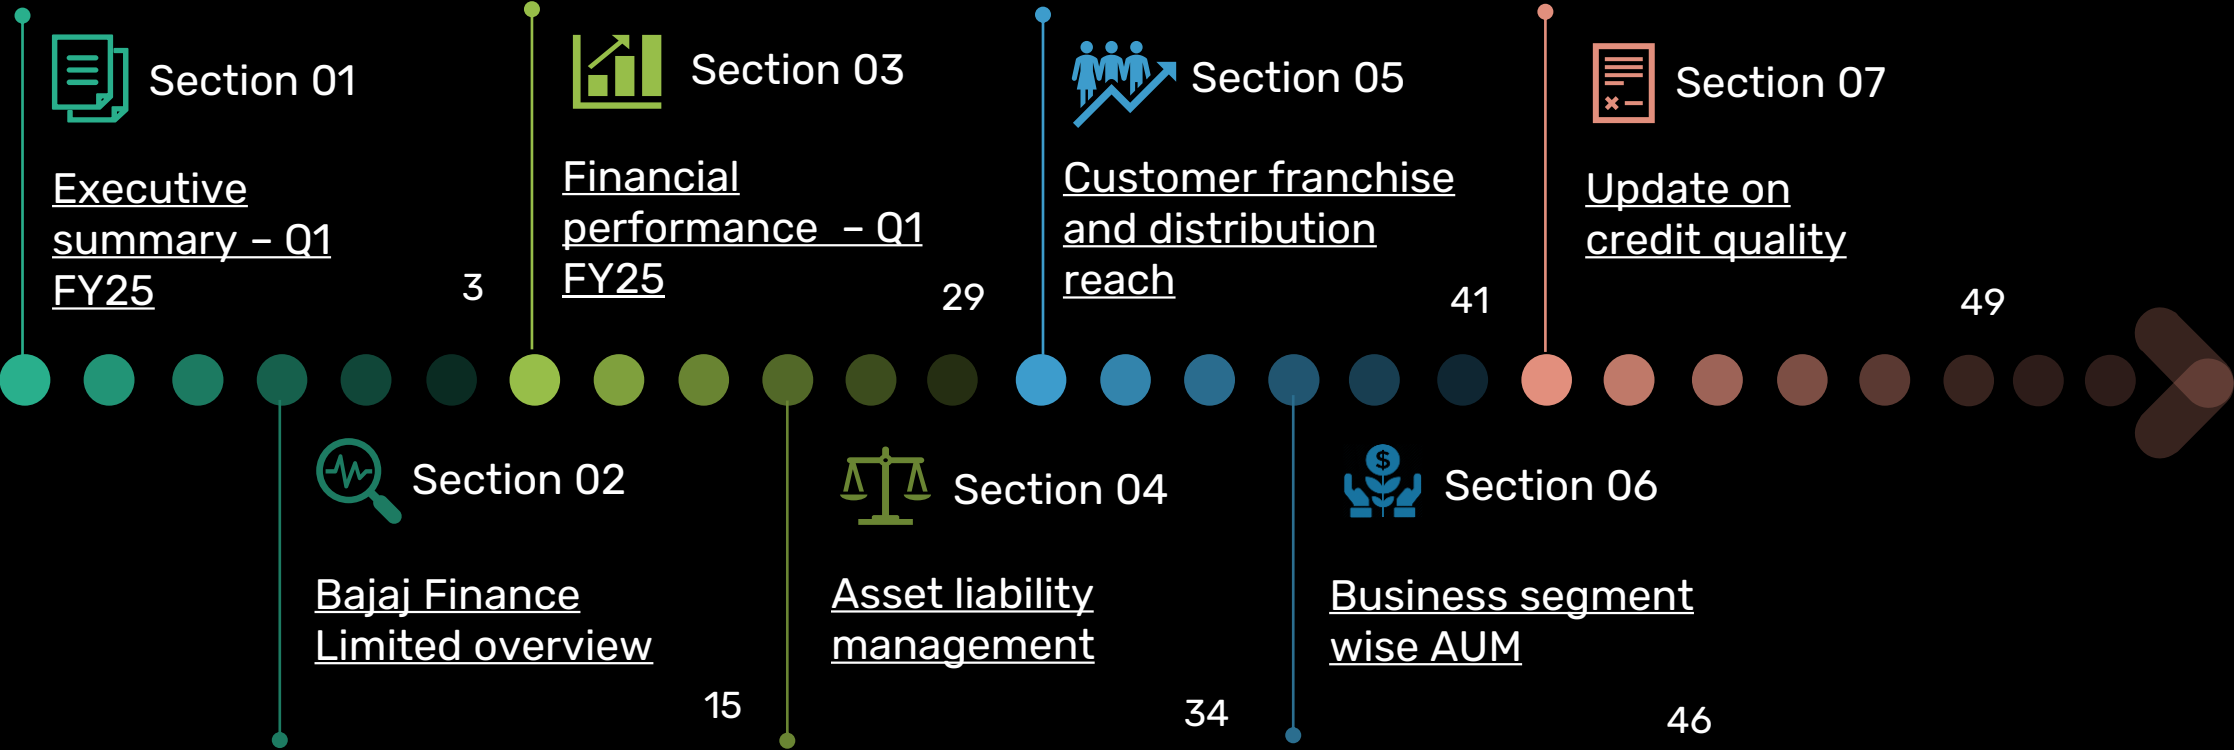 Section 01
Executive
summary – Q1
FY25
3
Section 02
Bajaj Finance
Limited overview
15
Section 03
Financial
performance – Q1
FY25
29
Section 04
Asset liability
management
34
Section 05
Customer franchise
and distribution
reach
41
Section 06
$
Business segment
wise AUM
46
Section 07
Update on
credit quality
49